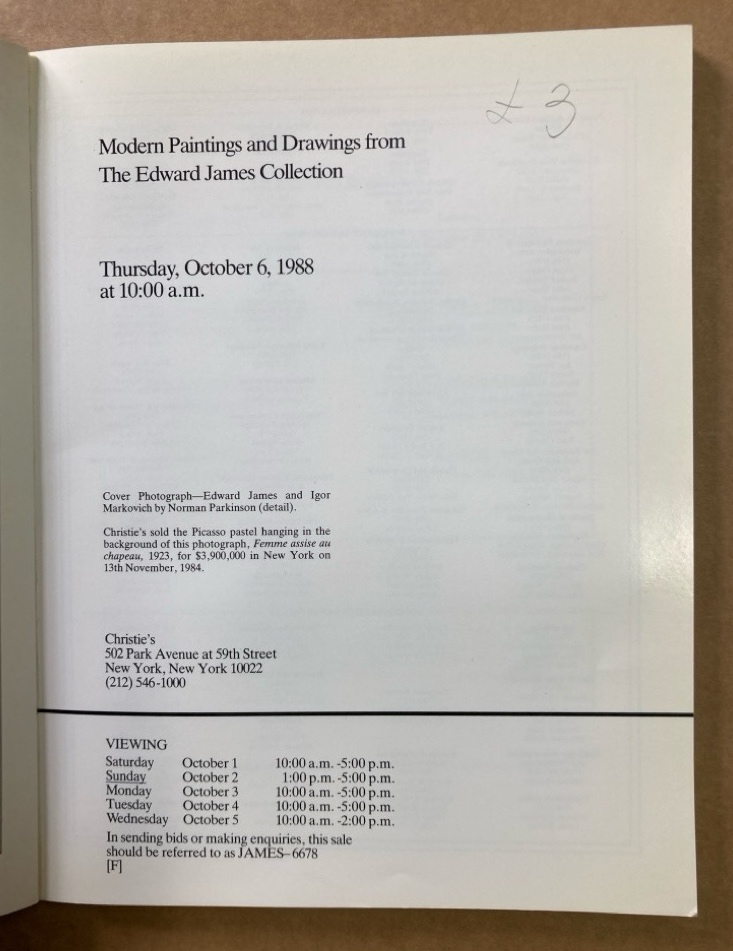 £ 3
Modern Paintings and Drawings from
The Edward James Collection
Thursday, October 6, 1988
at 10:00 a.m.
Cover Photograph—Edward James and Igor
Markovich by Norman Parkinson (detail).
Christie's sold the Picasso pastel hanging in the
background of this photograph, Femme assise au
chapeau, 1923, for $3,900,000 in New York on
13th November, 1984.
Christie's
502 Park Avenue at 59th Street
New York, New York 10022
(212) 546-1000
VIEWING
Saturday October 1 10:00 a.m. -5:00 p.m.
Sunday October 2 1:00 p.m. -5:00 p.m.
Monday October 3 10:00 a.m. -5:00 p.m.
Tuesday October 4 10:00 a.m. -5:00 p.m.
Wednesday October 5 10:00 a.m. -2:00 p.m.
In sending bids or making enquiries, this sale
should be referred to as JAMES–6678
[F]